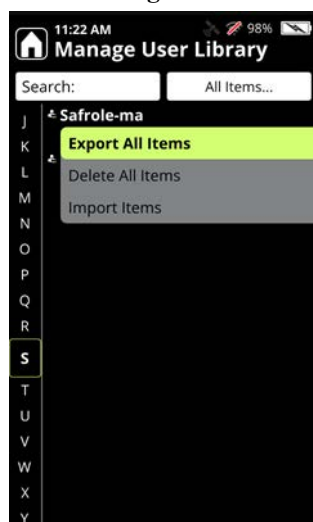 11:22 AM 98%
Manage User Library
Search: All Items...
J
Safrole-ma
K
Export All Items
L
Delete All Items
M
Import Items
N
O
P
Q
R
S
T
U
V
W
X
Y